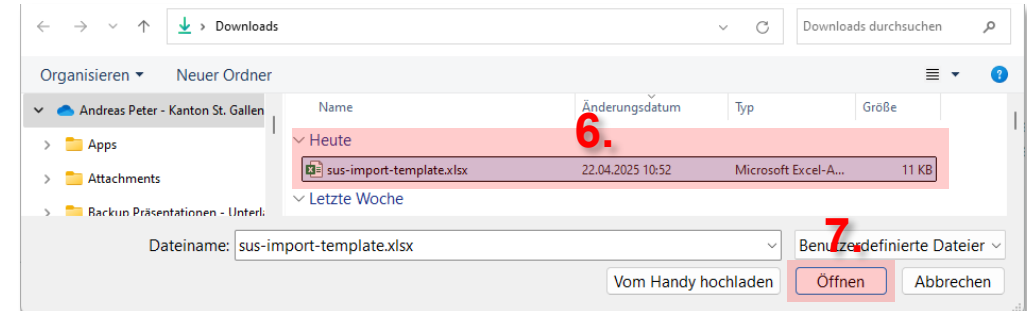 Downloads
Downloads durchsuchen
Organisieren
Neuer Ordner
Andreas Peter - Kanton St. Gallen
Name
Änderungsdatum
Typ
Größe
6.
Heute
Apps
sus-import-template.xlsx
22.04.2025 10:52
Microsoft Excel-A...
11 KB
Attachments
Letzte Woche
Backup Präsentationen - Unterl
7.
Dateiname:
sus-import-template.xlsx
Benutzerdefinierte Dateien
Vom Handy hochladen
Öffnen
Abbrechen